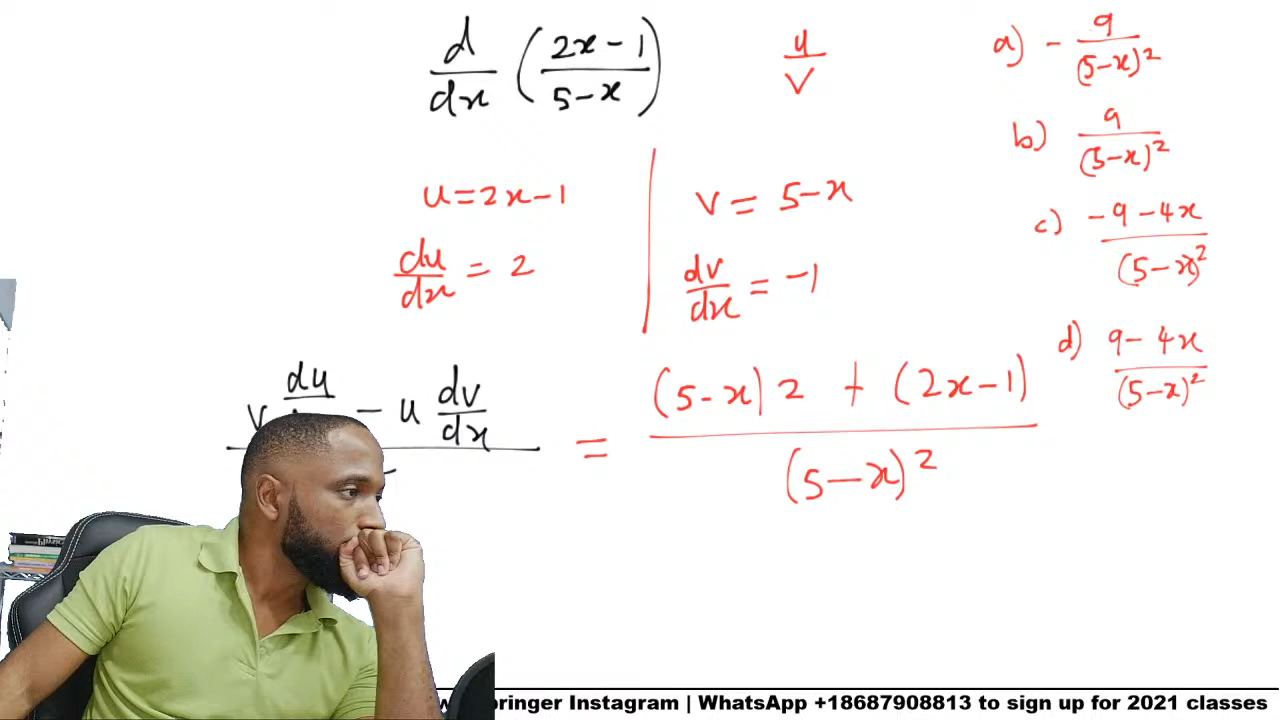 d/dx ( (2x - 1)/(5 - x) )
u/v
a) - 9/(5-x)²
b) 9/(5-x)²
u = 2x - 1
v = 5 - x
c) -9 - 4x/(5-x)²
du/dx = 2
dv/dx = -1
d) 9 - 4x/(5-x)²
v du - u dv/dx = (5-x) 2 + (2x-1)/(5-x)²
pringer Instagram | WhatsApp +18687908813 to sign up for 2021 classes